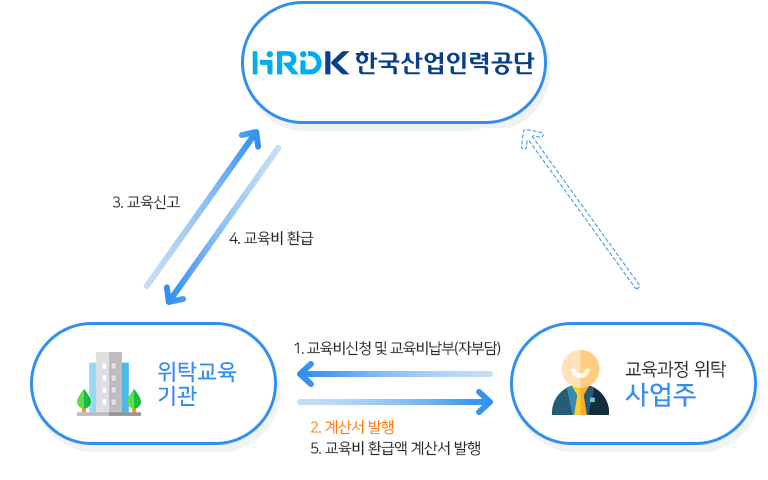 HRDK 한국산업인력공단
3. 교육신고
4. 교육비 환급
1. 교육비신청 및 교육비납부(자부담)
위탁교육
기관
교육과정 위탁
사업주
2. 계산서 발행
5. 교육비 환급액 계산서 발행